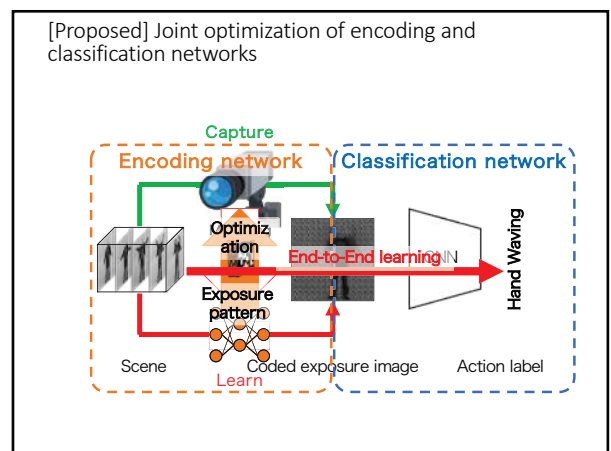 [Proposed] Joint optimization of encoding and
classification networks
Capture
Encoding network
Classification network
Optimiz
ation
End-to-End learning
Exposure
pattern
Hand Waving
Scene
Coded exposure image
Action label
Learn